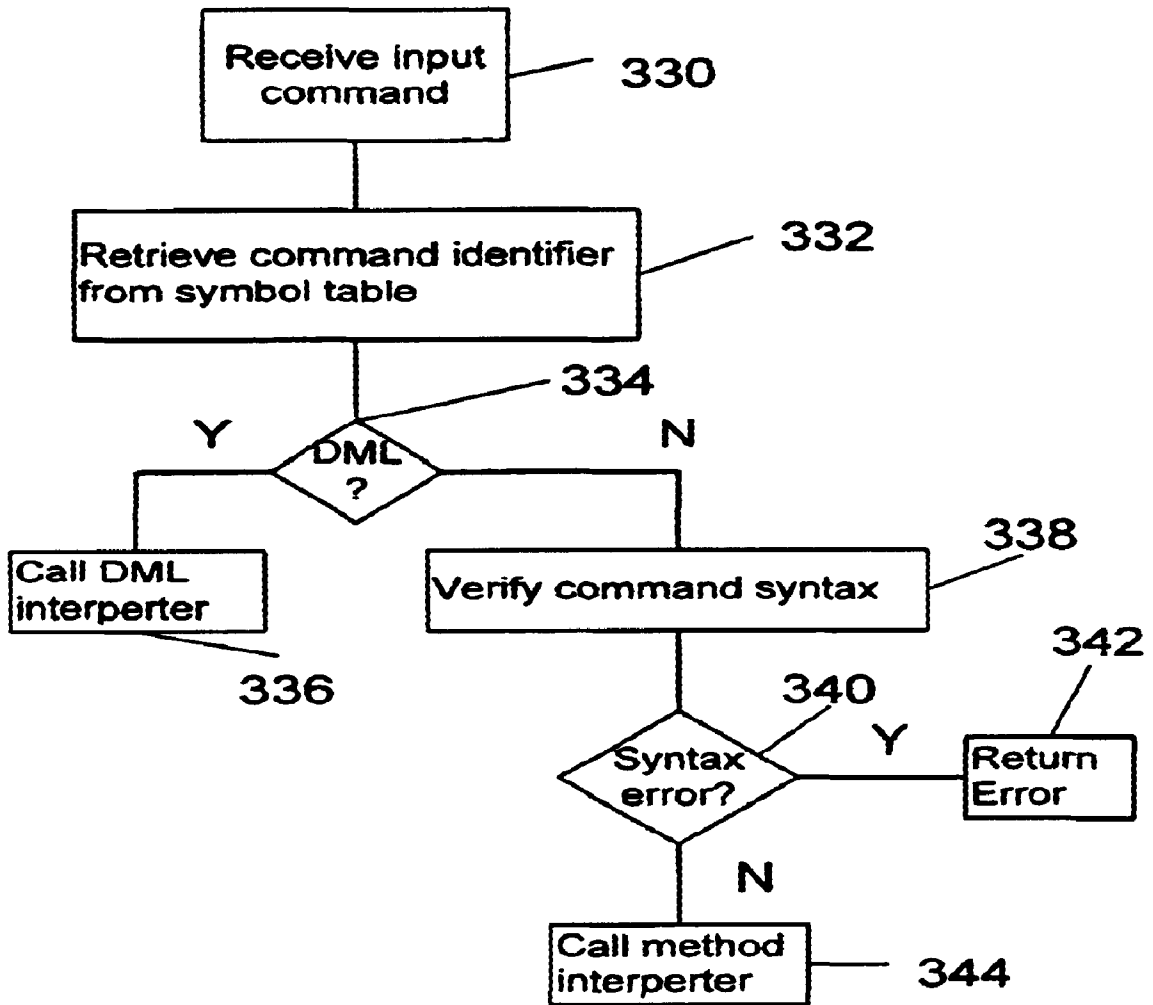 Receive input
command
330
Retrieve command identifier
from symbol table
332
334
Y
DML
?
N
Call DML
interperter
336
338
Verify command syntax
340
342
Syntax
error?
Y
Return
Error
N
Call method
interperter
344